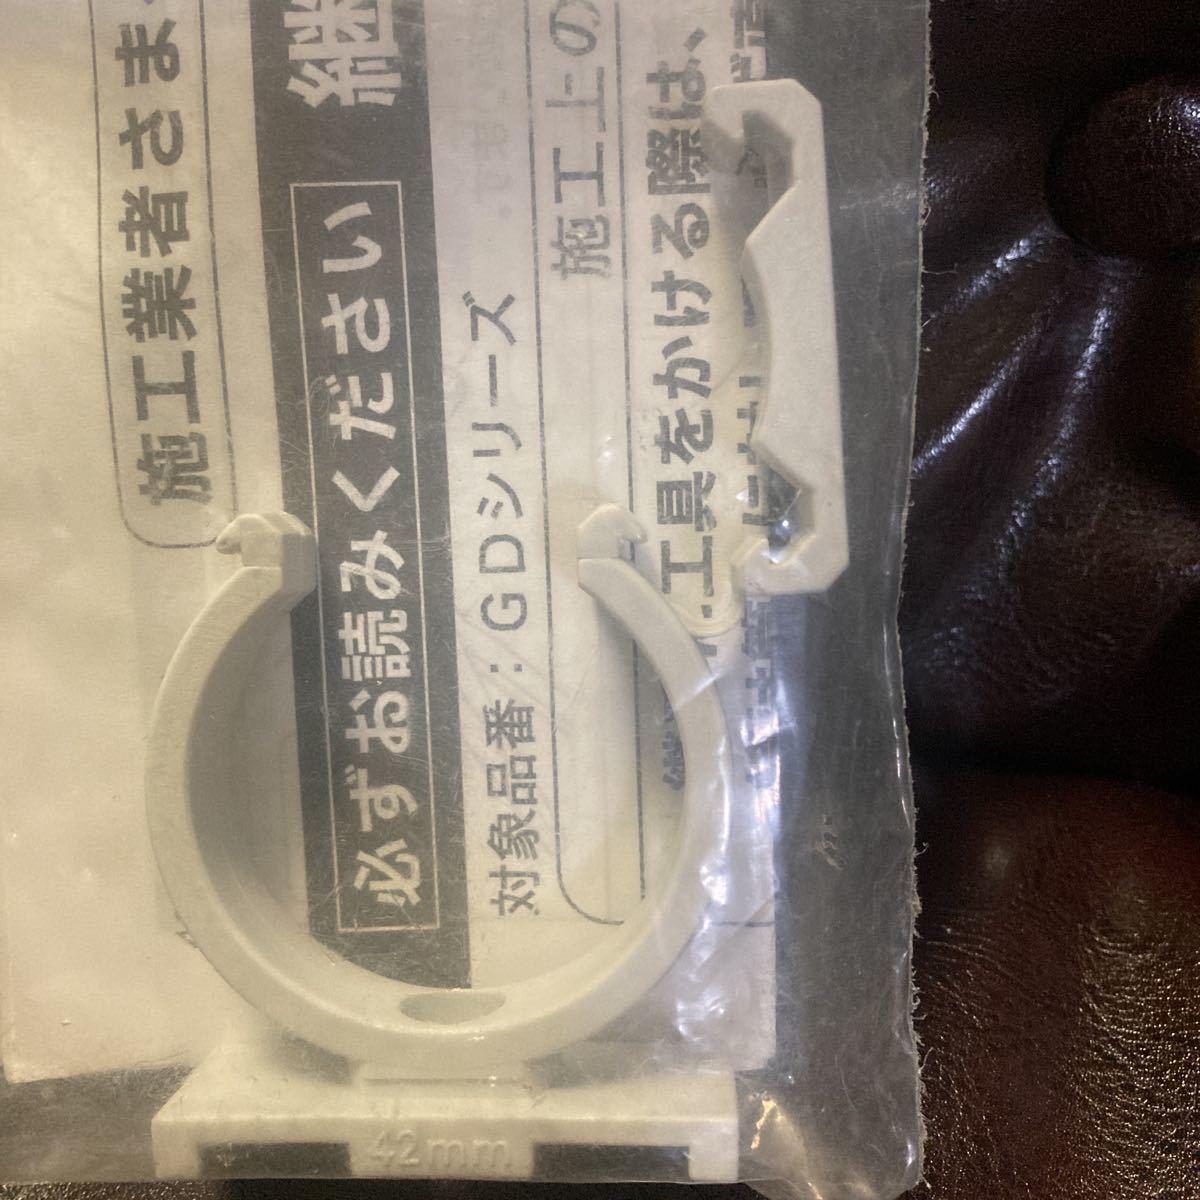 施工業者さま
継
必ずお読みください
対象品番：GDシリーズ
施工上の
工具をかける際は、
42mm